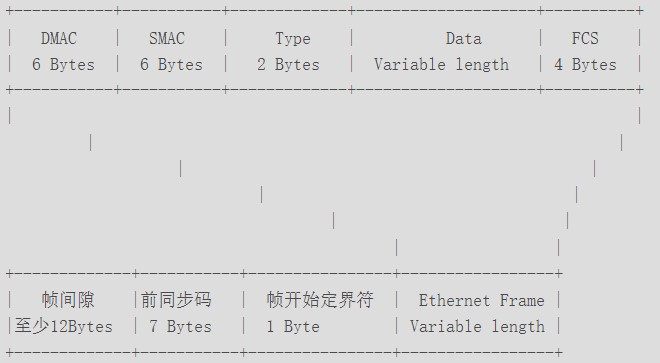 +-----------+-----------+-------------+--------------------+----------+
| DMAC | SMAC | Type | Data | FCS |
| 6 Bytes | 6 Bytes | 2 Bytes | Variable length | 4 Bytes |
+-----------+-----------+-------------+--------------------+----------+
| |
| |
| |
| |
| |
| |
+-------------+-----------+-----------------+-----------------+
| 帧间隙 |前同步码 | 帧开始定界符 | Ethernet Frame |
|至少12Bytes | 7 Bytes | 1 Byte | Variable length |
+-------------+-----------+-----------------+-----------------+